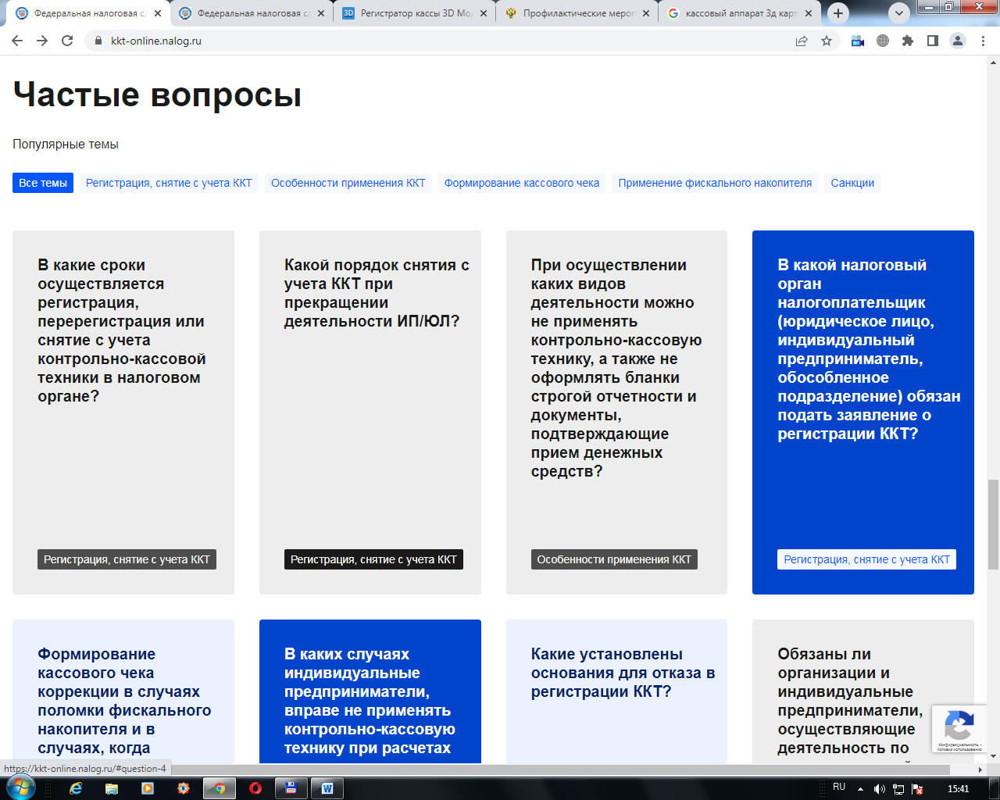 Федеральная налоговая сл
Федеральная налоговая сл
Регистратор кассы 3D Мод
Профилактические мероп
кассовый аппарат 3д карт
kkt-online.nalog.ru
Частые вопросы
Популярные темы
Все темы
Регистрация, снятие с учета ККТ
Особенности применения ККТ
Формирование кассового чека
Применение фискального накопителя
Санкции
В какие сроки
осуществляется
регистрация,
перерегистрация или
снятие с учета
контрольно-кассовой
техники в налоговом
органе?
Регистрация, снятие с учета ККТ
Какой порядок снятия с
учета ККТ при
прекращении
деятельности ИП/ЮЛ?
Регистрация, снятие с учета ККТ
При осуществлении
каких видов
деятельности можно
не применять
контрольно-кассовую
технику, а также не
оформлять бланки
строгой отчетности и
документы,
подтверждающие
прием денежных
средств?
Особенности применения ККТ
В какой налоговый
орган
налогоплательщик
(юридическое лицо,
индивидуальный
предприниматель,
обособленное
подразделение) обязан
подать заявление о
регистрации ККТ?
Регистрация, снятие с учета ККТ
Формирование
кассового чека
коррекции в случаях
поломки фискального
накопителя и в
случаях, когда
В каких случаях
индивидуальные
предприниматели,
вправе не применять
контрольно-кассовую
технику при расчетах
Какие установлены
основания для отказа в
регистрации ККТ?
Обязаны ли
организации и
индивидуальные
предприниматели,
осуществляющие
деятельность по
Конфиденциальность -
Условия использования
https://kkt-online.nalog.ru/#question-4
RU
15:41